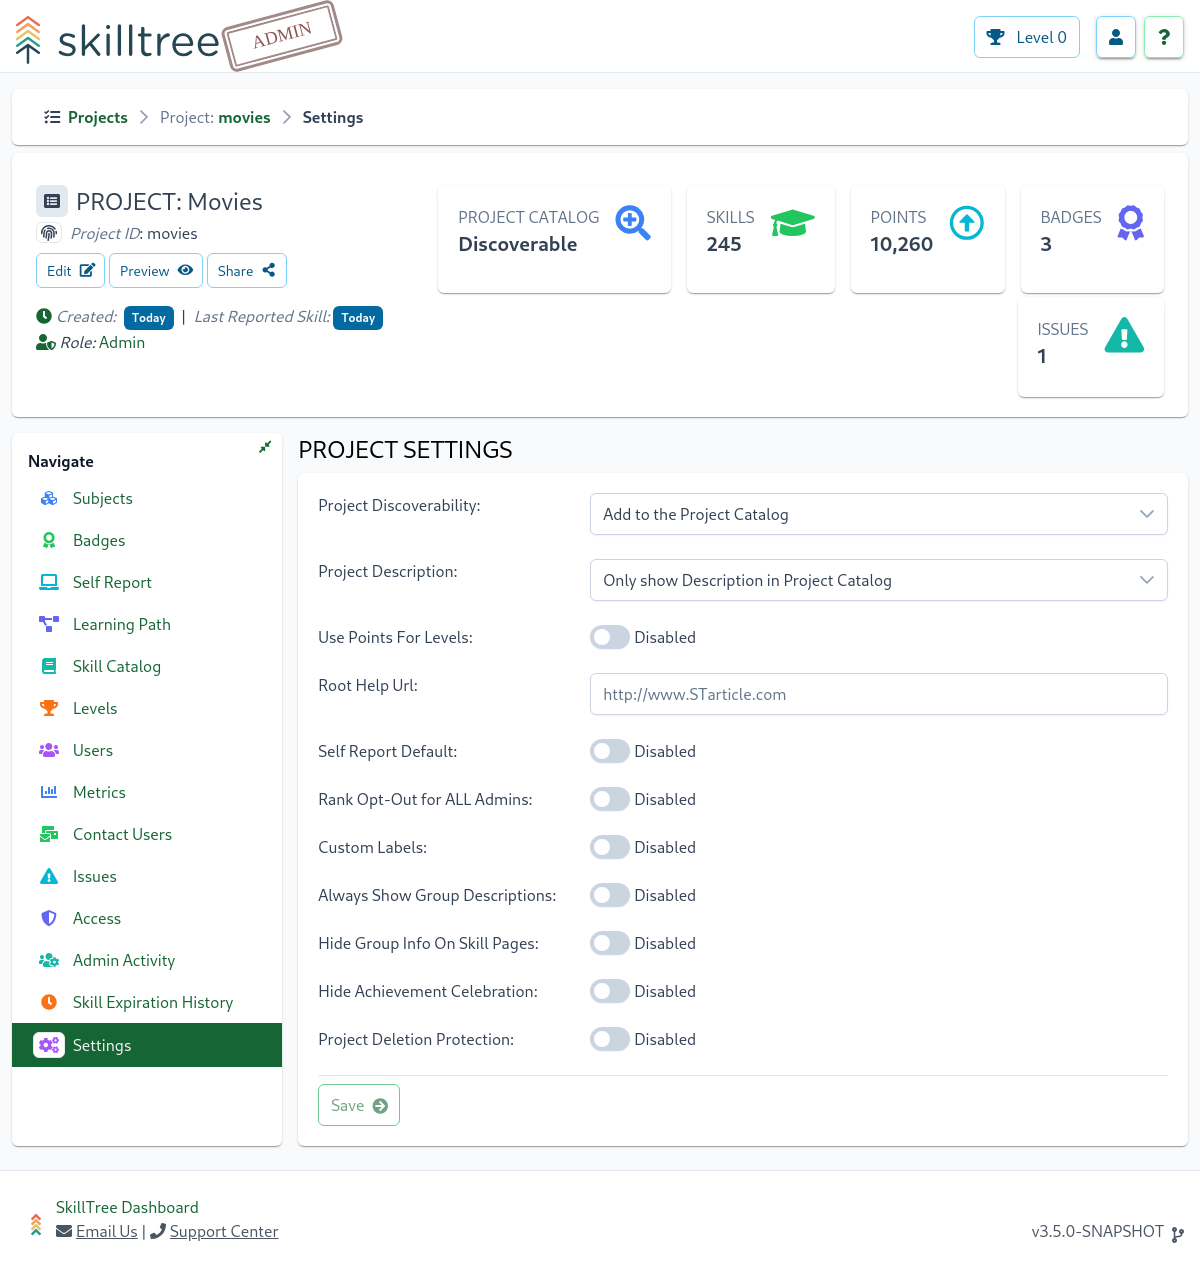 skilltree
ADMIN
Level 0
?
Projects
Project: movies
Settings
PROJECT: Movies
Project ID: movies
Edit
Preview
Share
Created: Today | Last Reported Skill: Today
Role: Admin
PROJECT CATALOG
Discoverable
SKILLS
245
POINTS
10,260
BADGES
3
ISSUES
1
Navigate
Subjects
Badges
Self Report
Learning Path
Skill Catalog
Levels
Users
Metrics
Contact Users
Issues
Access
Admin Activity
Skill Expiration History
Settings
PROJECT SETTINGS
Project Discoverability:
Add to the Project Catalog
Project Description:
Only show Description in Project Catalog
Use Points For Levels:
Disabled
Root Help Url:
http://www.STarticle.com
Self Report Default:
Disabled
Rank Opt-Out for ALL Admins:
Disabled
Custom Labels:
Disabled
Always Show Group Descriptions:
Disabled
Hide Group Info On Skill Pages:
Disabled
Hide Achievement Celebration:
Disabled
Project Deletion Protection:
Disabled
Save
SkillTree Dashboard
Email Us | Support Center
v3.5.0-SNAPSHOT